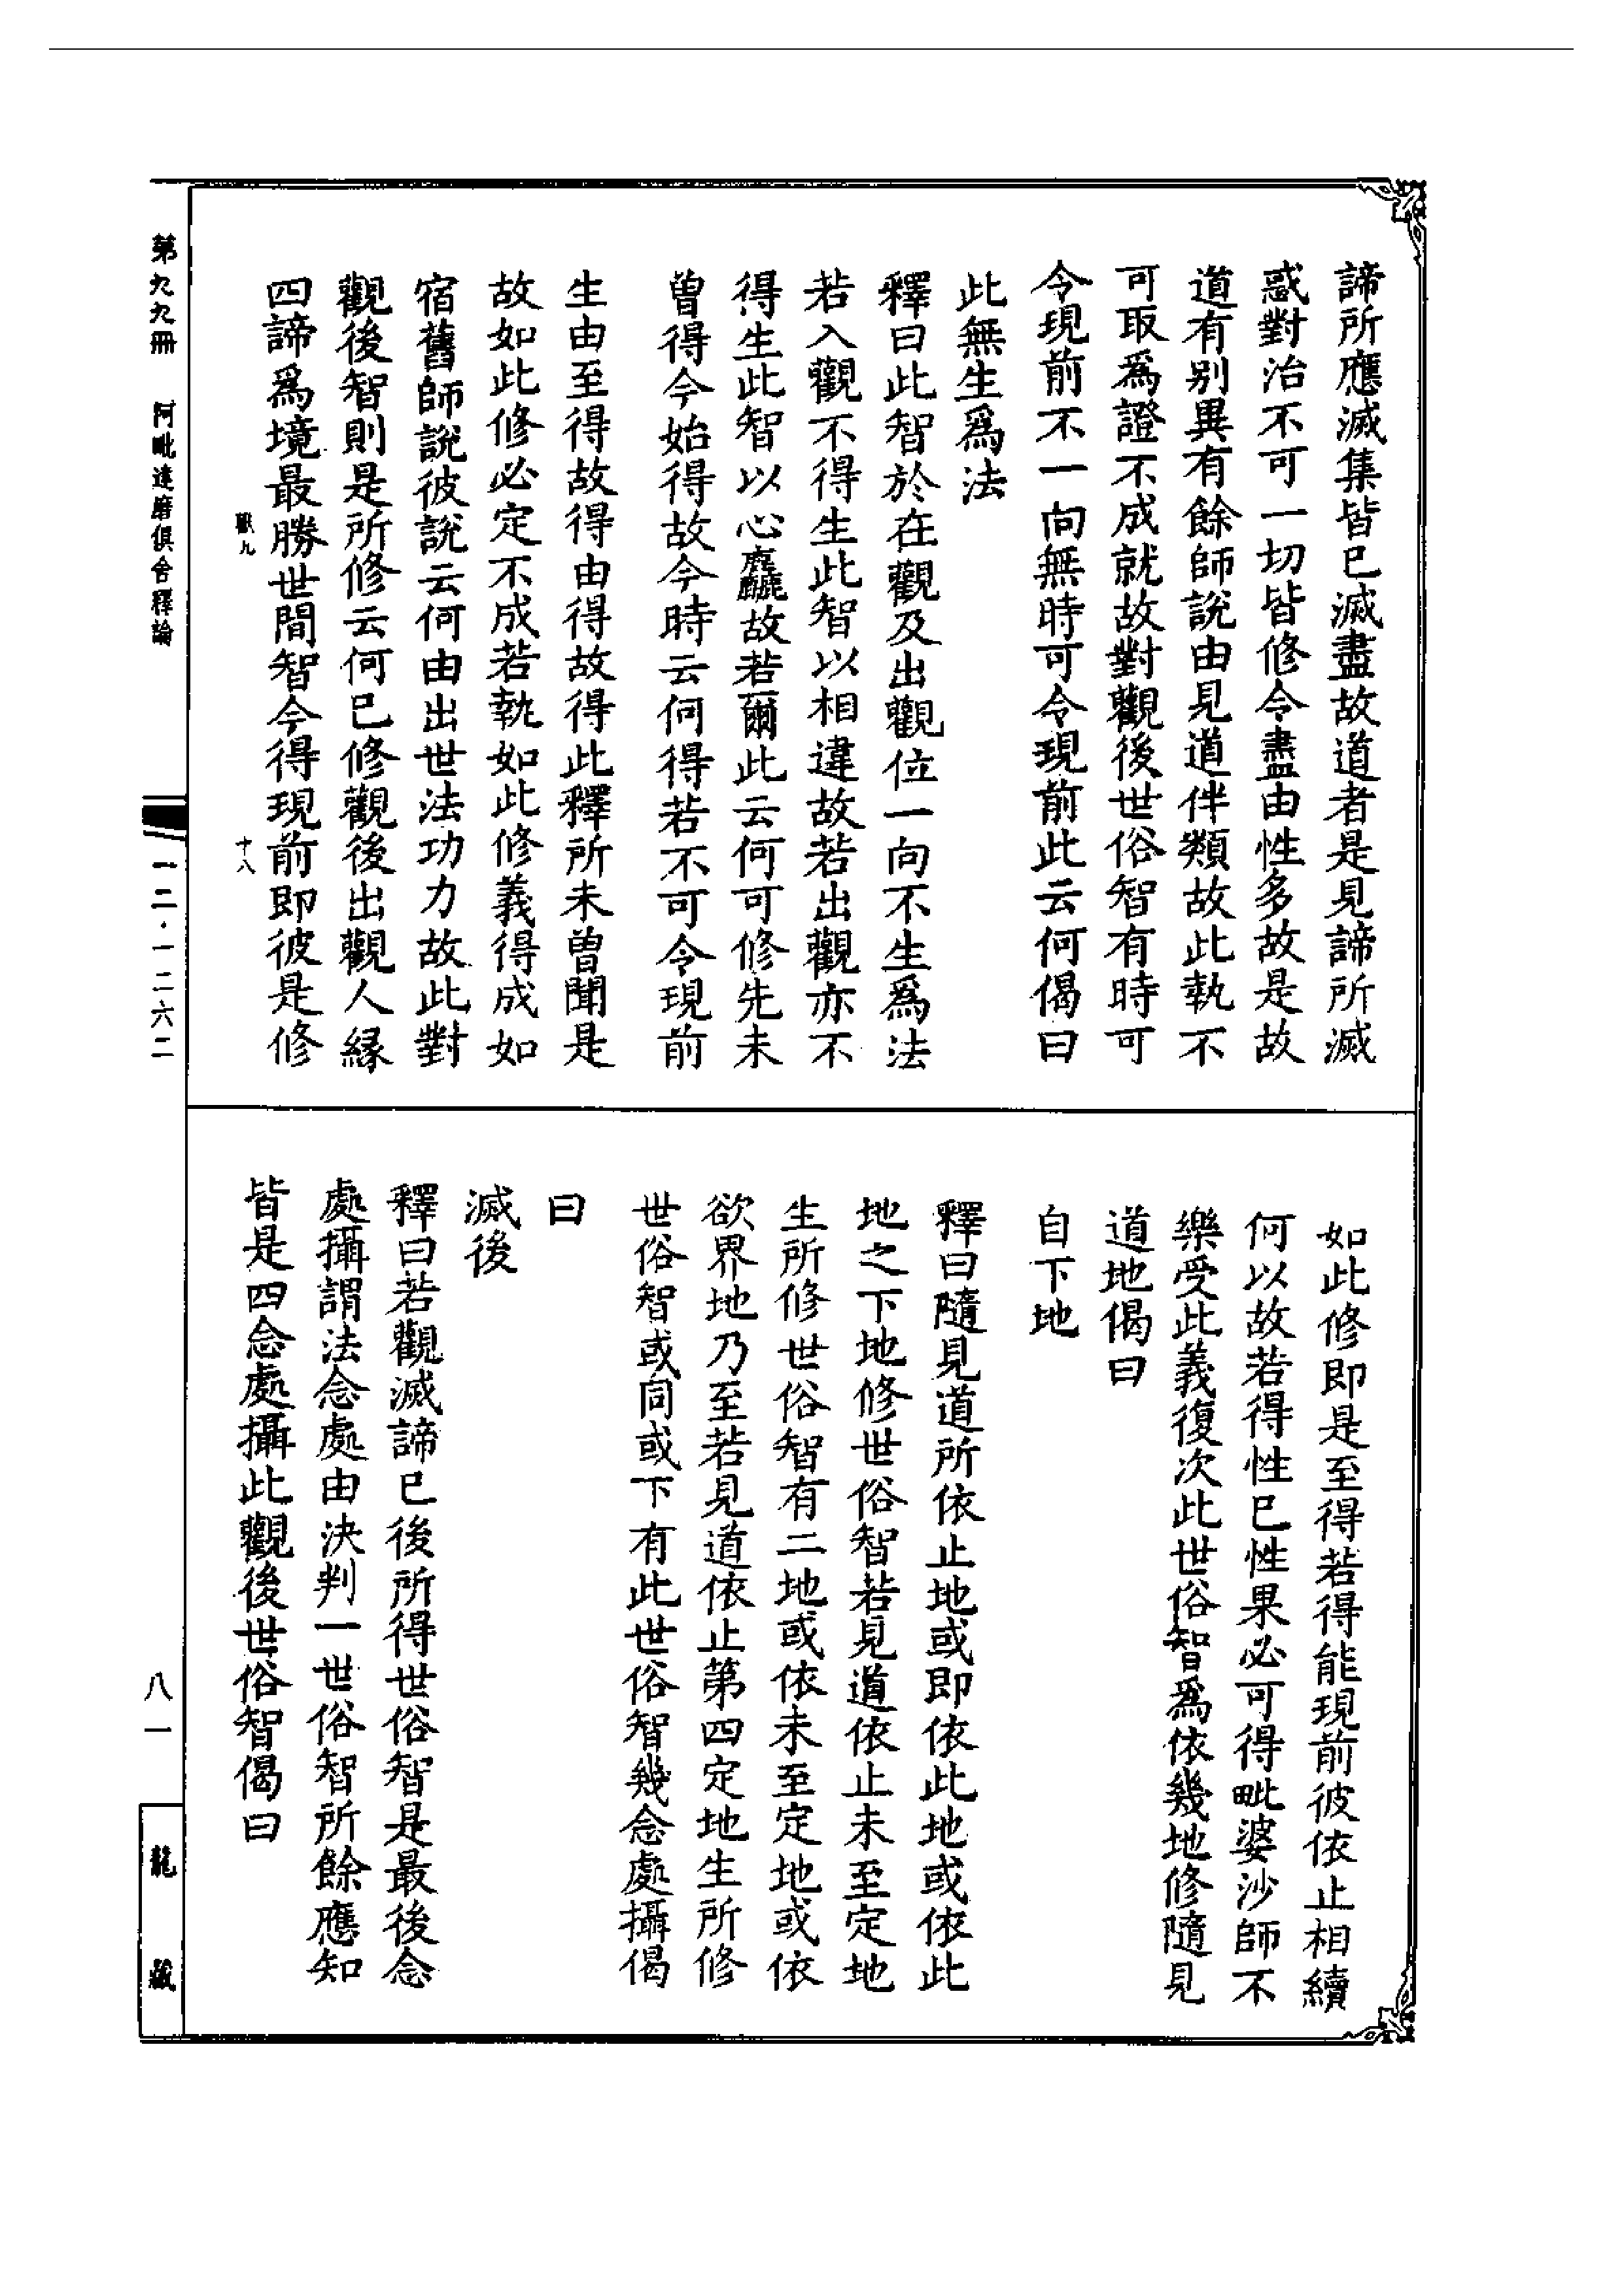 諦所應滅集皆已滅盡故道者是見諦所滅
惑對治不可一切皆修令盡由性多故是故
道有別異有餘師說由見道伴類故此執不
可取爲證不成就故對觀後世俗智有時可
令現前不一向無時可令現前此云何偈曰
此無生爲法
釋曰此智於在觀及出觀位一向不生爲法
若入觀不得生此智以相違故若出觀亦不
得生此智以心麤故若爾此云何可修先未
曾得今始得故今時云何得若不可令現前
生由至得故得由得故得此釋所未曾聞是
故如此修必定不成若執如此修義得成如
宿舊師說彼說云何由出世法功力故此對
觀後智則是所修云何已修觀後出觀人緣
四諦爲境最勝世間智今得現前即彼是修
如此修即是至得若得能現前彼依止相續
何以故若得性已性果必可得毗婆沙師不
樂受此義復次此世俗智爲依幾地修隨見
道地偈曰
自下地
釋曰隨見道所依止地或即依此地或依此
地之下地修世俗智若見道依止未至定地
生所修世俗智有二地或依未至定地或依
欲界地乃至若見道依止第四定地生所修
世俗智或同或下有此世俗智幾念處攝偈
曰
滅後
釋曰若觀滅諦已後所得世俗智是最後念
處攝謂法念處由決判一世俗智所餘應知
皆是四念處攝此觀後世俗智偈曰
第九九冊 阿毗達磨俱舍釋論
一二·一二六二
八一
龍藏
十八